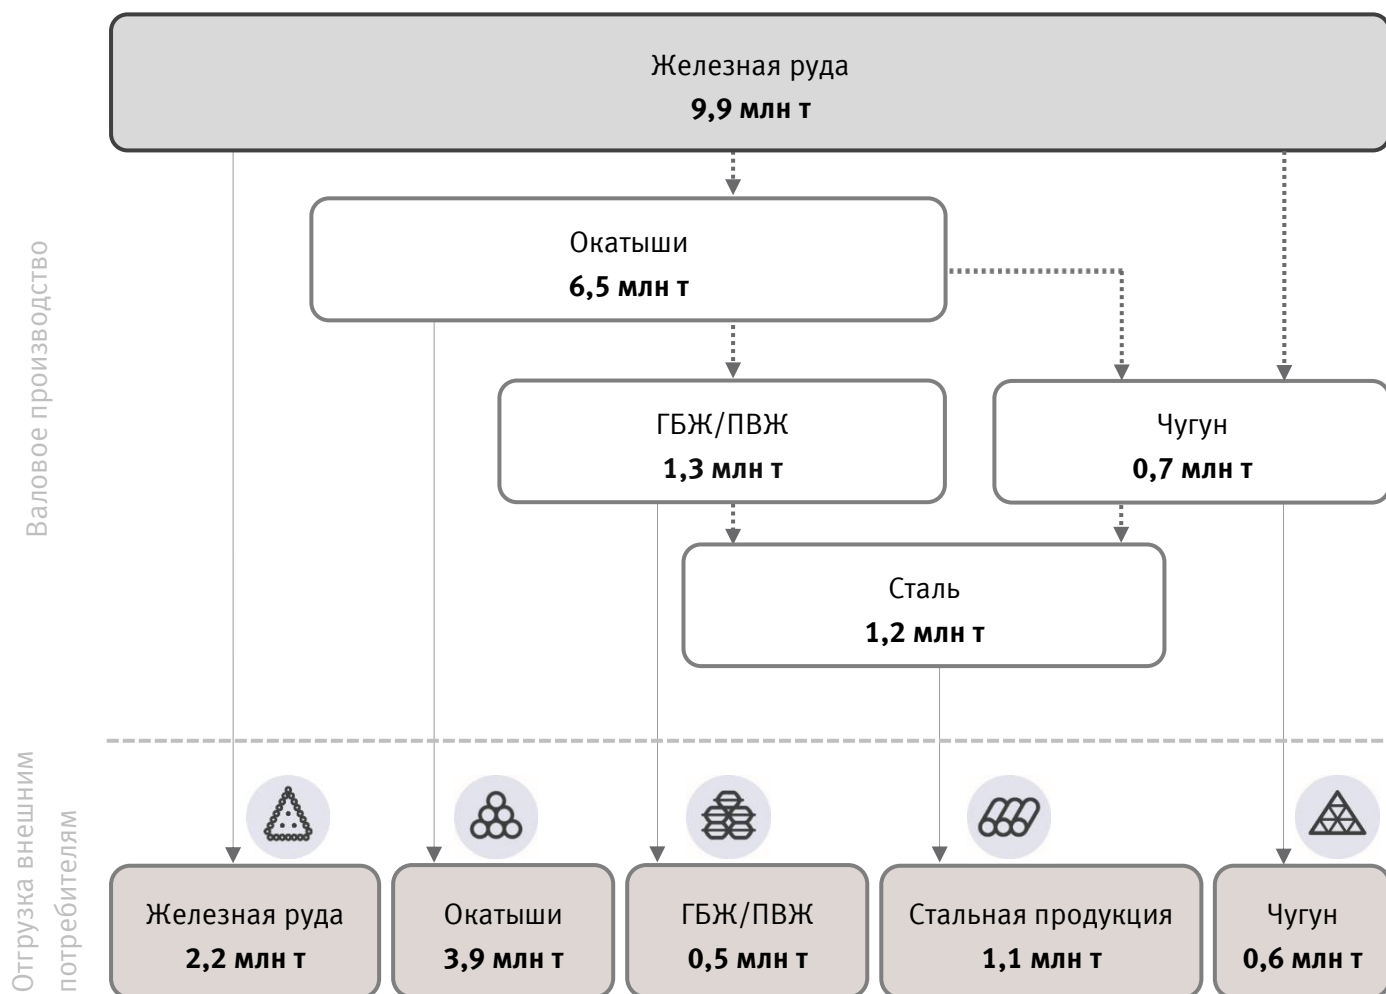 Железная руда
9,9 млн т
Валовое производство
Окатыши
6,5 млн т
ГБЖ/ПВЖ
1,3 млн т
Чугун
0,7 млн т
Сталь
1,2 млн т
Отгрузка внешним
потребителям
Железная руда
2,2 млн т
Окатыши
3,9 млн т
ГБЖ/ПВЖ
0,5 млн т
Стальная продукция
1,1 млн т
Чугун
0,6 млн т